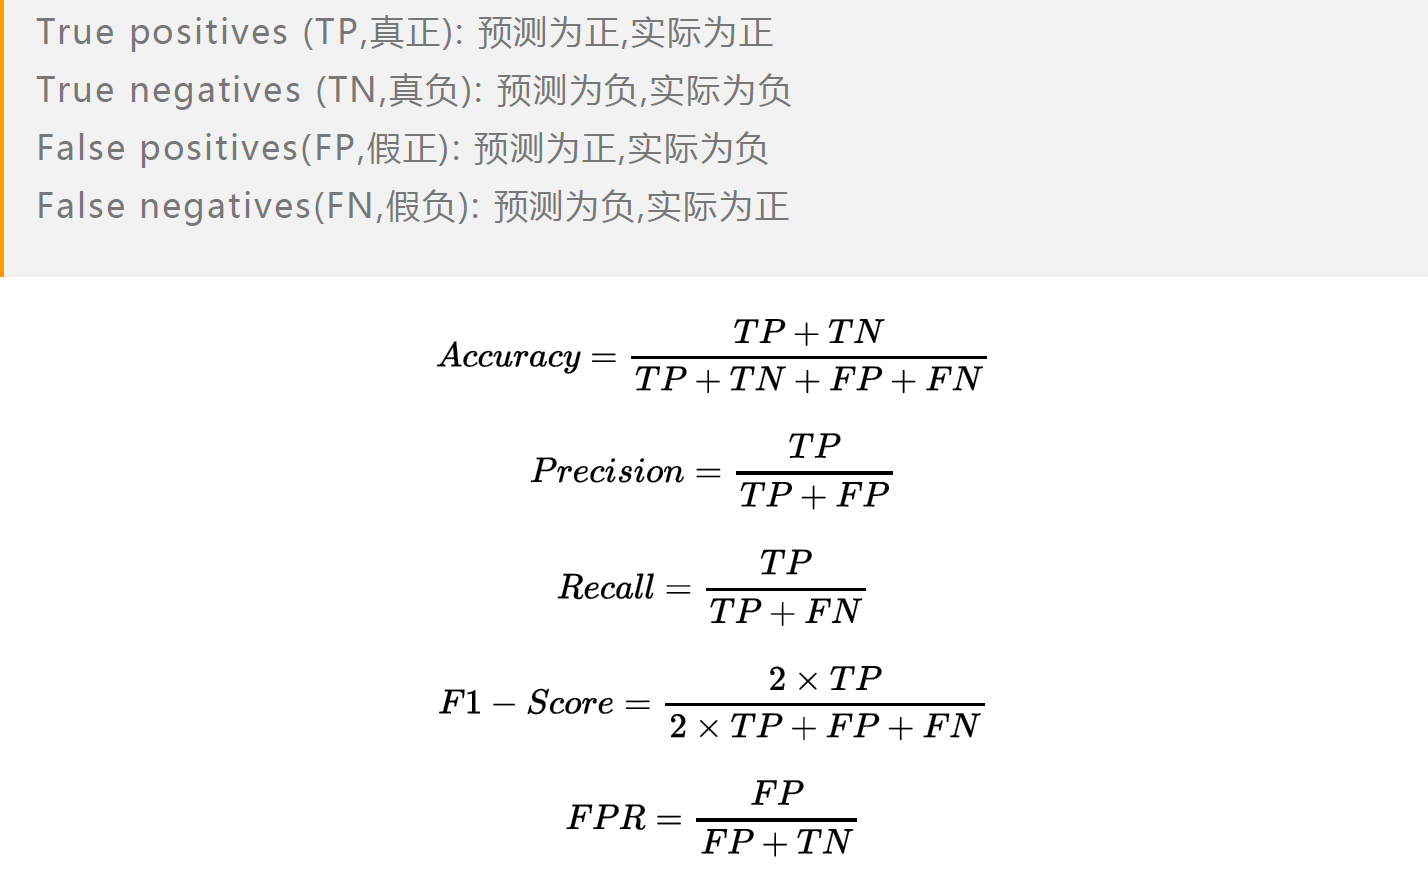 True positives (TP,真正): 预测为正,实际为正
True negatives (TN,真负): 预测为负,实际为负
False positives(FP,假正): 预测为正,实际为负
False negatives(FN,假负): 预测为负,实际为正
Accuracy = \frac{TP + TN}{TP + TN + FP + FN}
Precision = \frac{TP}{TP + FP}
Recall = \frac{TP}{TP + FN}
F1 - Score = \frac{2 \times TP}{2 \times TP + FP + FN}
FPR = \frac{FP}{FP + TN}